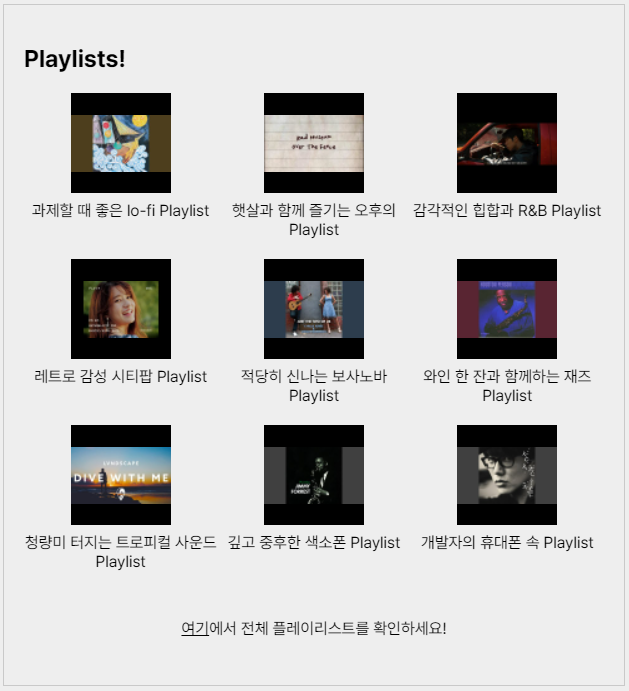 Playlists!
과제할 때 좋은 lo-fi Playlist
햇살과 함께 즐기는 오후의
Playlist
감각적인 힙합과 R&B Playlist
레트로 감성 시티팝 Playlist
적당히 신나는 보사노바
Playlist
와인 한 잔과 함께하는 재즈
Playlist
LUNDSCAPE
DIVE WITH ME
JIMMY
FORREST
청량미 터지는 트로피컬 사운드
Playlist
깊고 중후한 색소폰 Playlist
개발자의 휴대폰 속 Playlist
여기에서 전체 플레이리스트를 확인하세요!